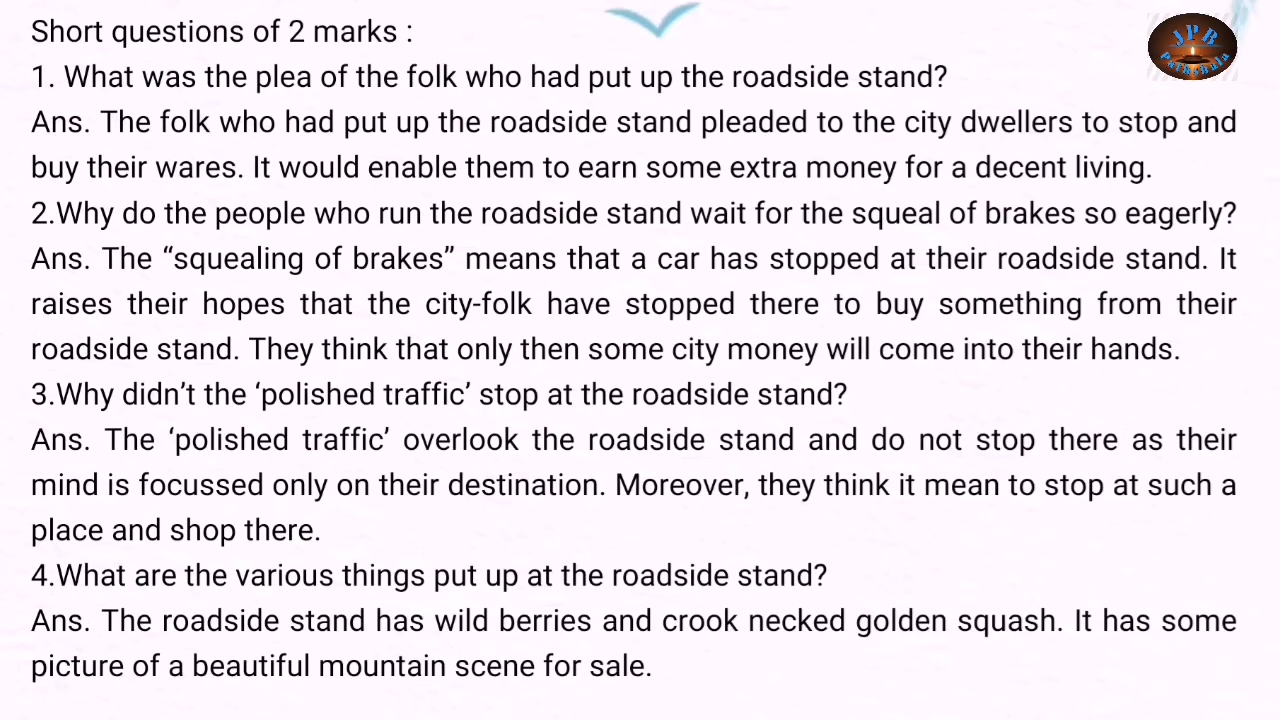 Short questions of 2 marks :
1. What was the plea of the folk who had put up the roadside stand?
Ans. The folk who had put up the roadside stand pleaded to the city dwellers to stop and
buy their wares. It would enable them to earn some extra money for a decent living.
2.Why do the people who run the roadside stand wait for the squeal of brakes so eagerly?
Ans. The “squealing of brakes” means that a car has stopped at their roadside stand. It
raises their hopes that the city-folk have stopped there to buy something from their
roadside stand. They think that only then some city money will come into their hands.
3.Why didn’t the ‘polished traffic’ stop at the roadside stand?
Ans. The ‘polished traffic’ overlook the roadside stand and do not stop there as their
mind is focussed only on their destination. Moreover, they think it mean to stop at such a
place and shop there.
4.What are the various things put up at the roadside stand?
Ans. The roadside stand has wild berries and crook necked golden squash. It has some
picture of a beautiful mountain scene for sale.
JPB
Pathshala